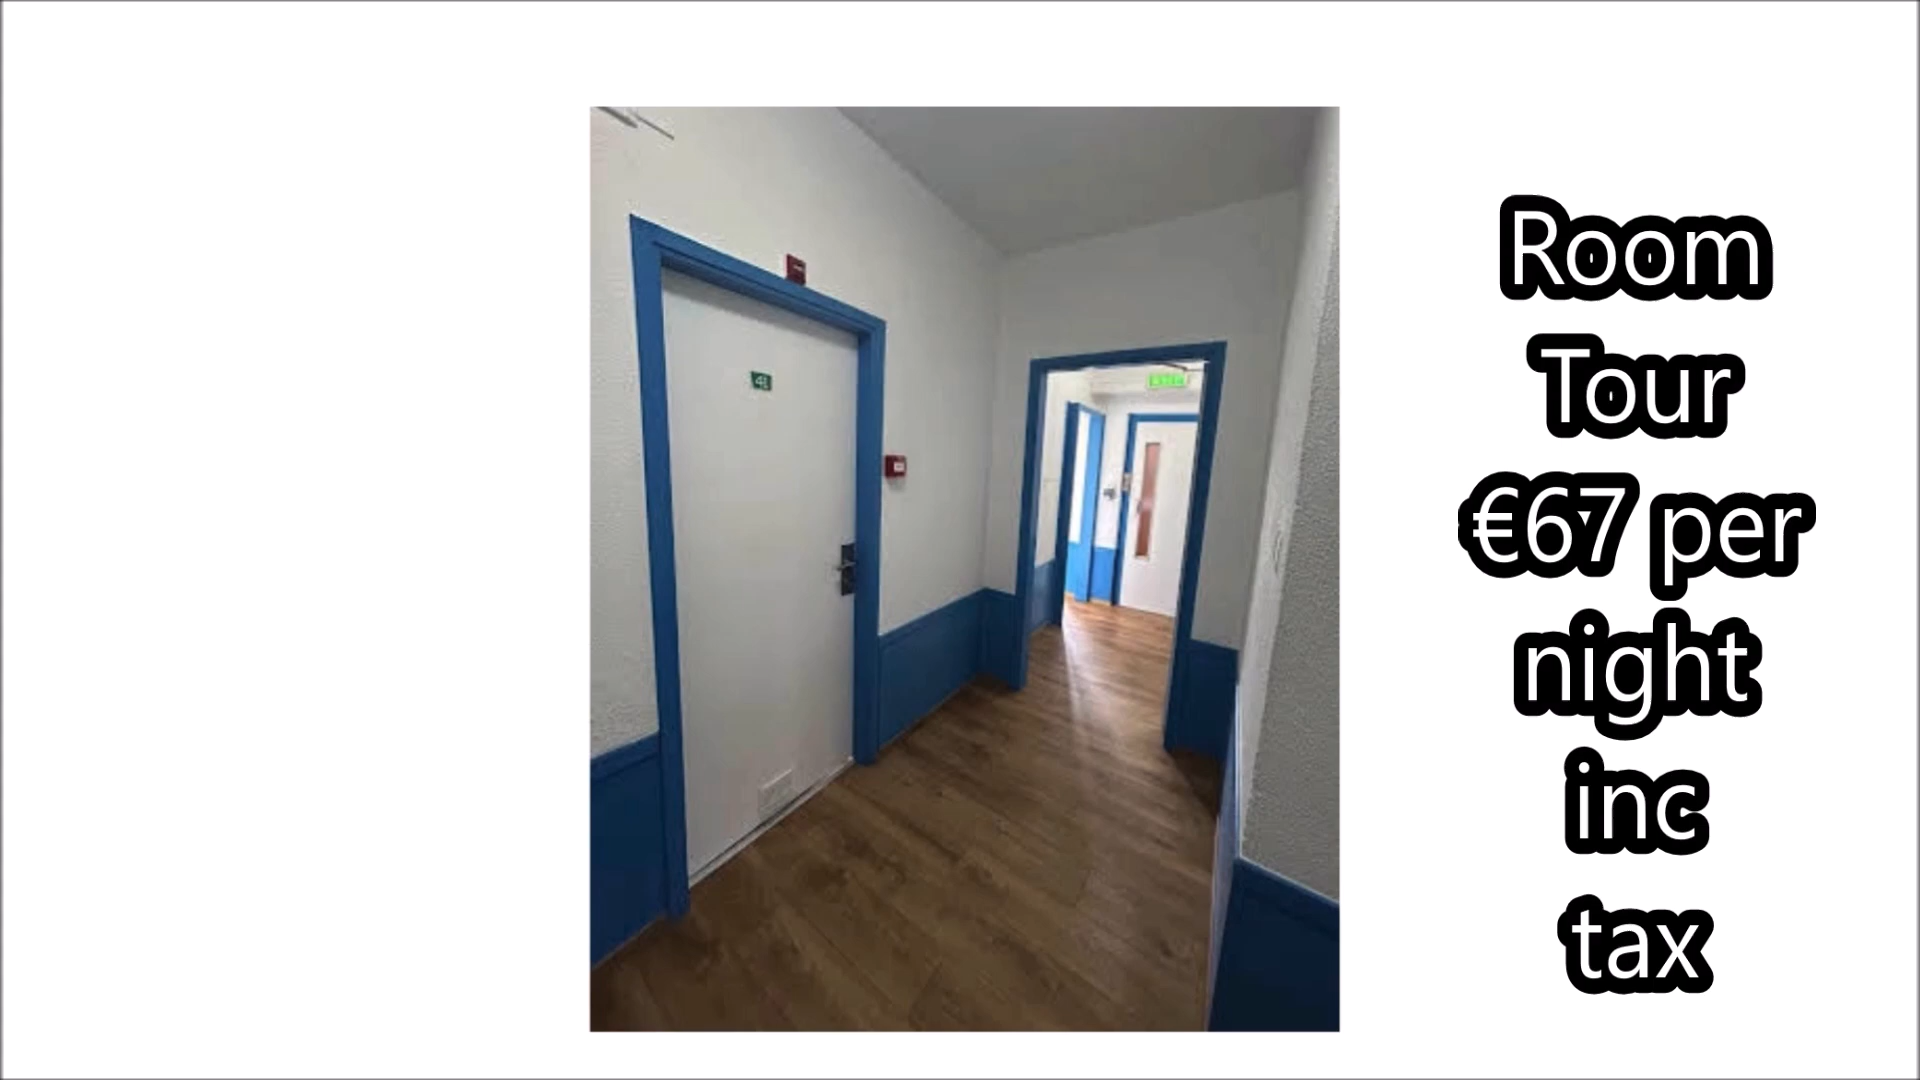 Room
Tour
€67 per
night
inc
tax